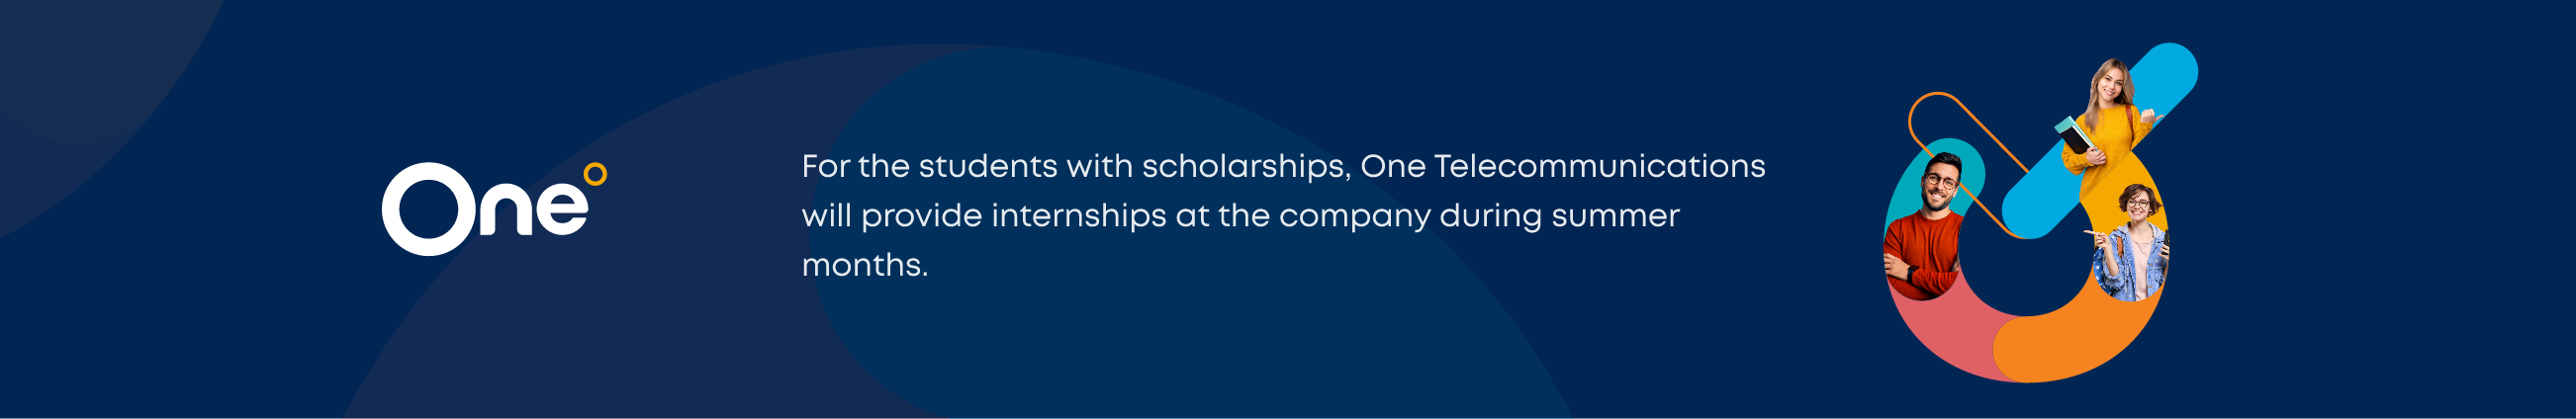 One
For the students with scholarships, One Telecommunications
will provide internships at the company during summer
months.